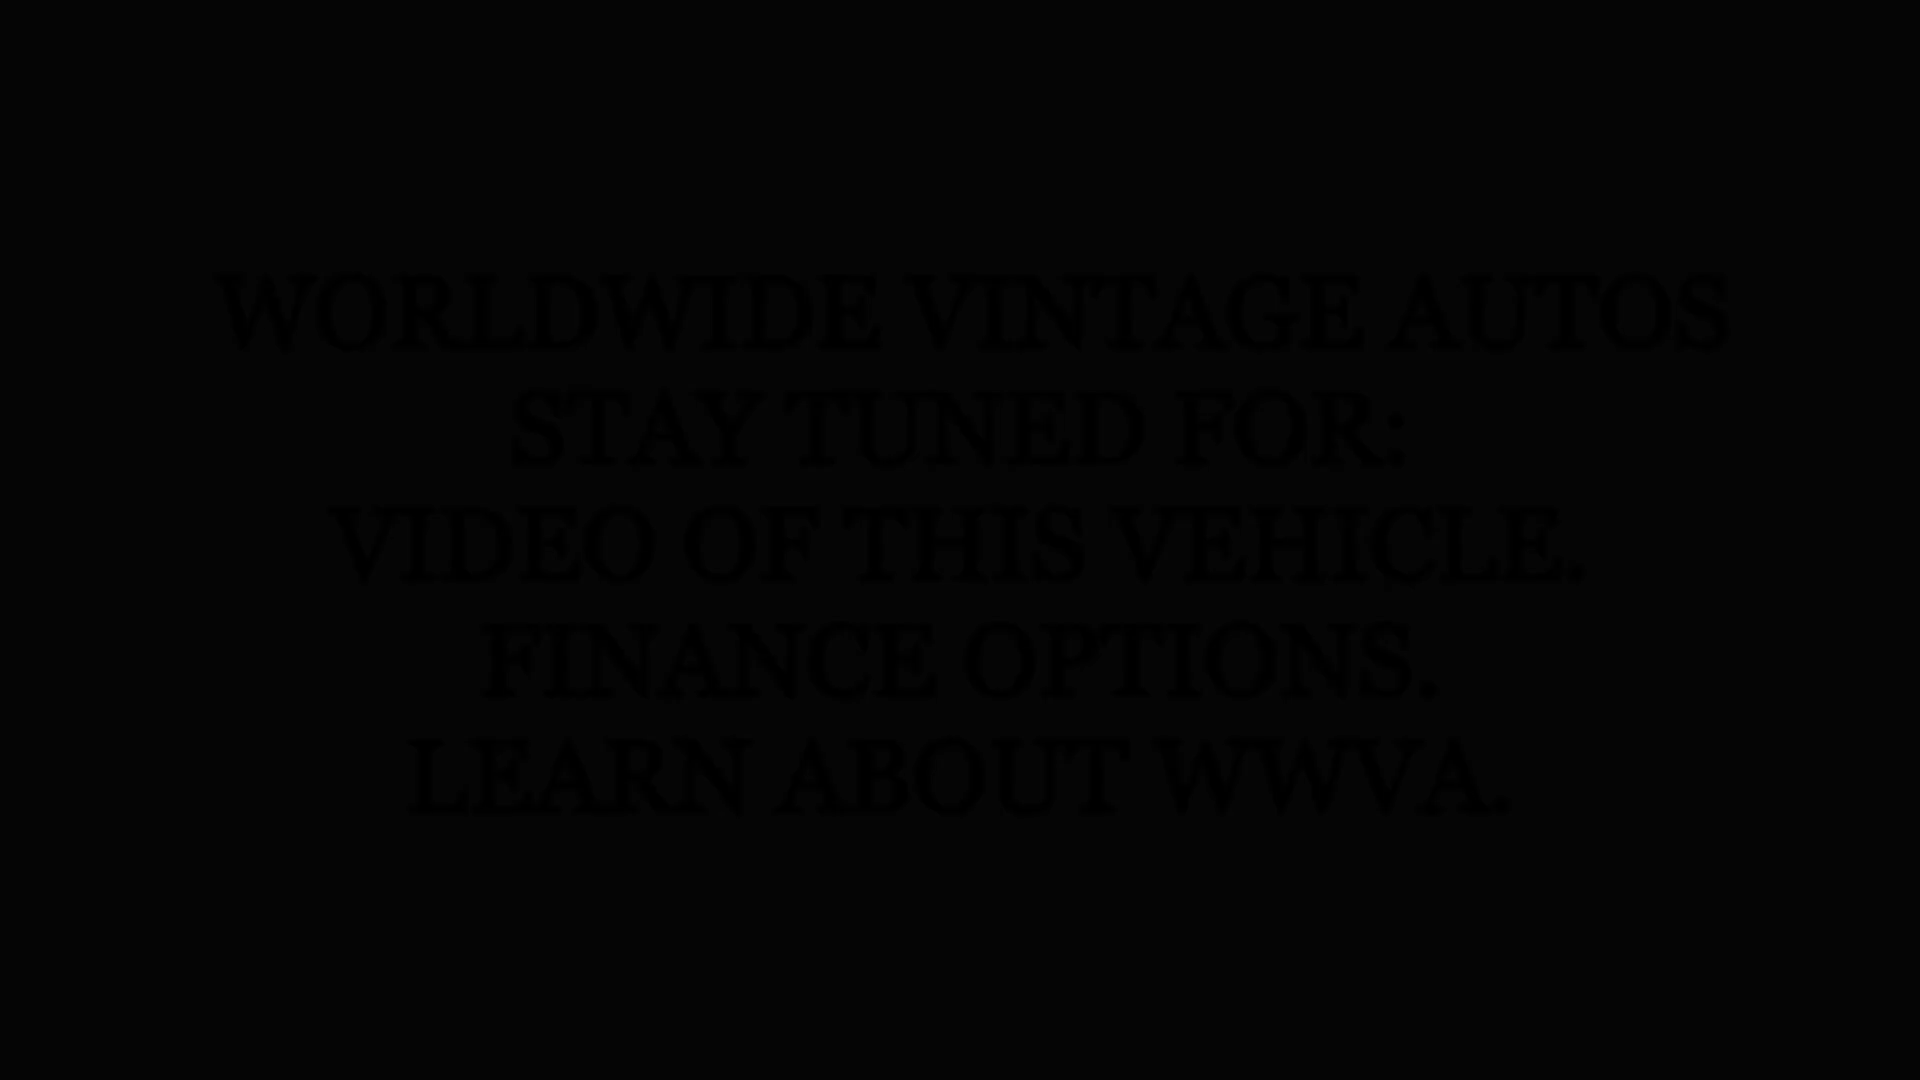 WORLDWIDE VINTAGE AUTOS
STAY TUNED FOR:
VIDEO OF THIS VEHICLE.
FINANCE OPTIONS.
LEARN ABOUT WWVA.